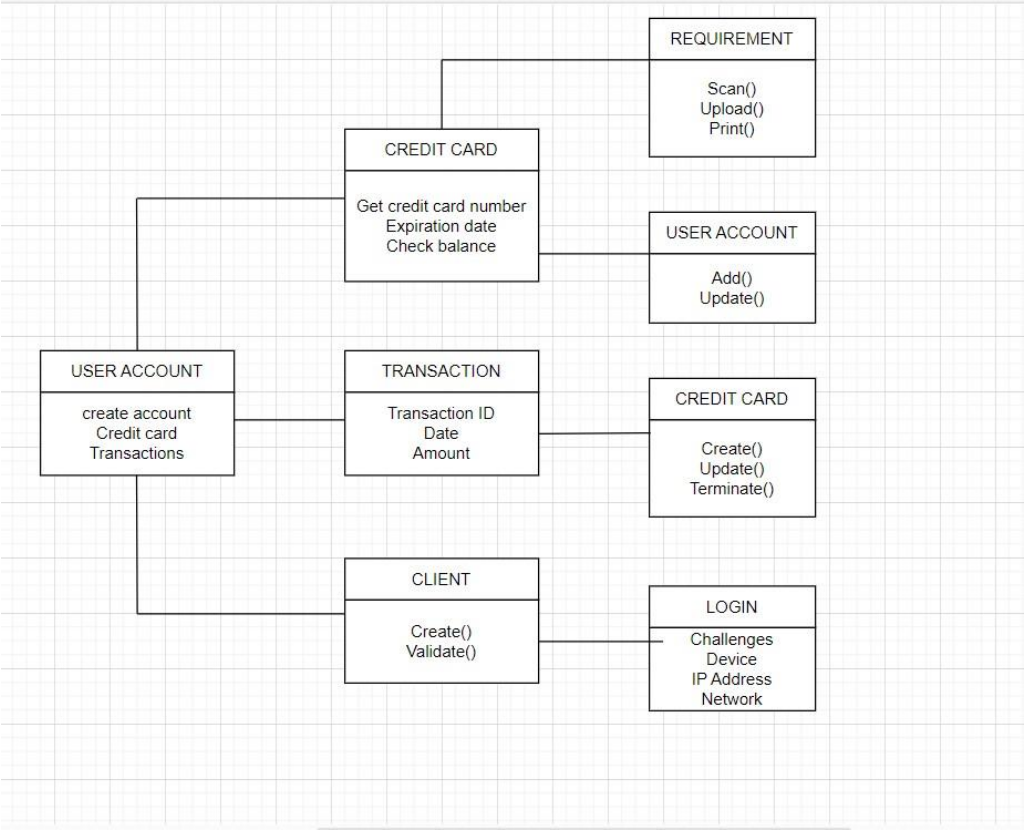 REQUIREMENT
Scan()
Upload()
Print()
CREDIT CARD
Get credit card number
Expiration date
Check balance
USER ACCOUNT
Add()
Update()
USER ACCOUNT
create account
Credit card
Transactions
TRANSACTION
Transaction ID
Date
Amount
CREDIT CARD
Create()
Update()
Terminate()
CLIENT
Create()
Validate()
LOGIN
Challenges
Device
IP Address
Network